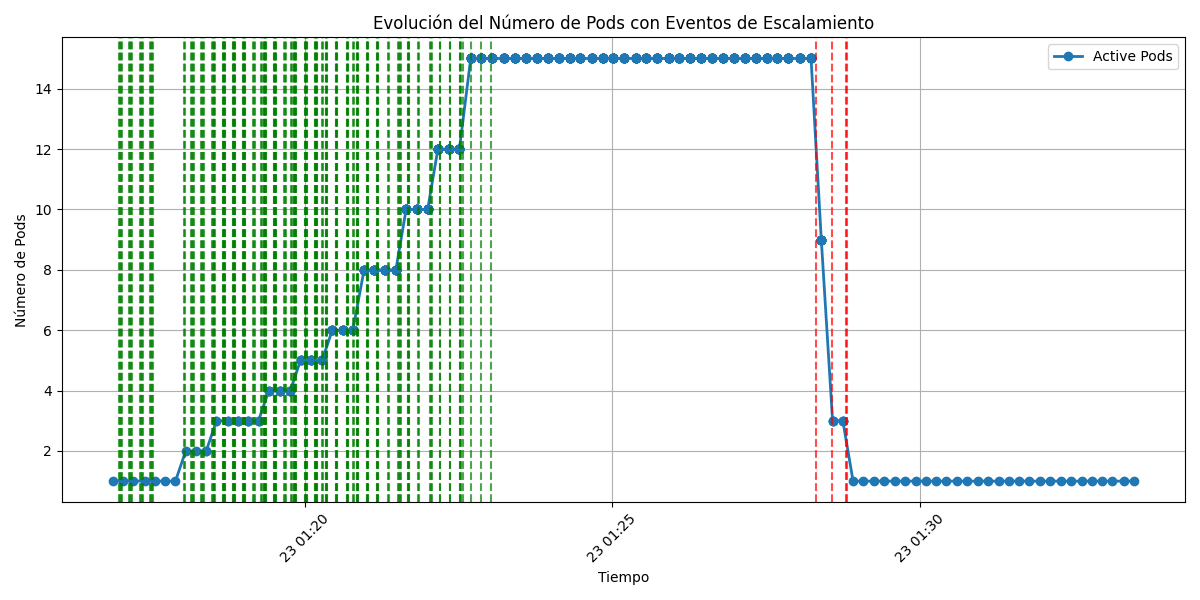 Evolución del Número de Pods con Eventos de Escalamiento
Active Pods
Número de Pods
14
12
10
8
6
4
2
23 01:20
23 01:25
23 01:30
Tiempo